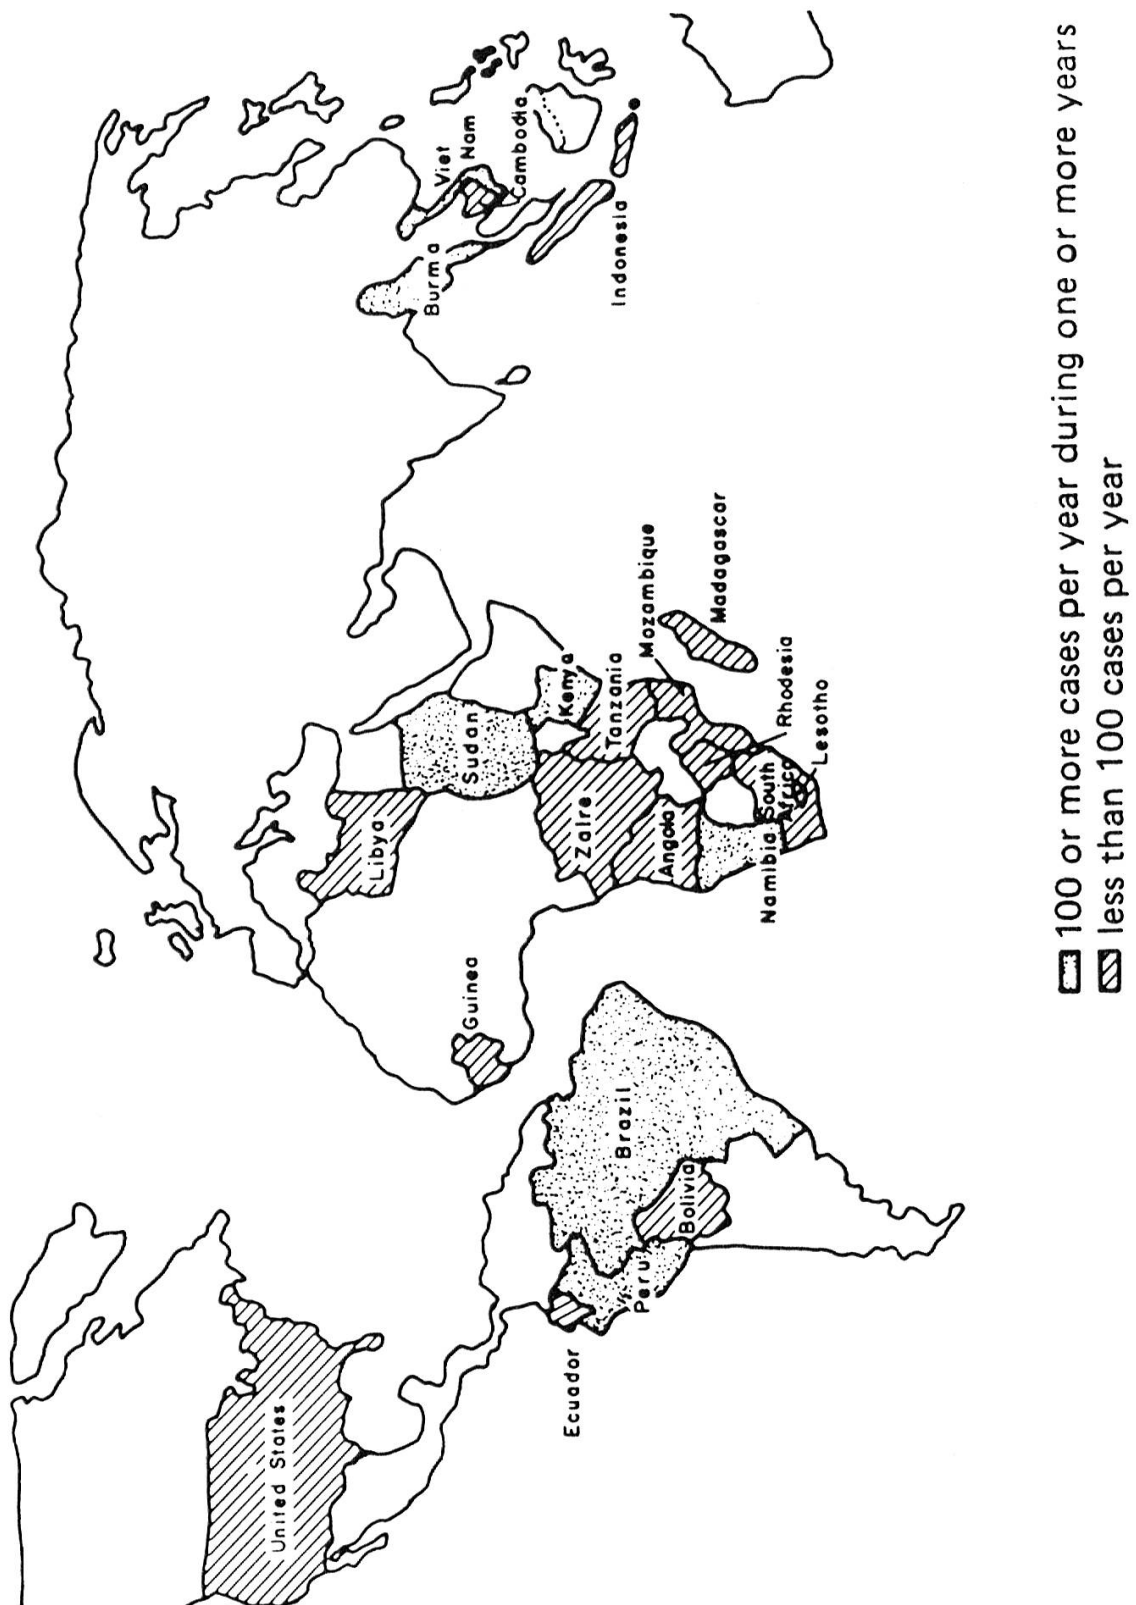 United States
Ecuador
Peru
Bolivia
Brazil
Guinea
Libya
Sudan
Zaire
Angola
Namibia
South
Africa
Kenya
Tanzania
Mozambique
Madagascar
Rhodesia
Lesotho
Burma
Viet
Nam
Cambodia
Indonesia
100 or more cases per year during one or more years
less than 100 cases per year